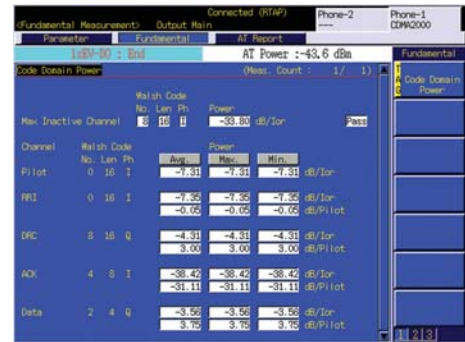 Connected (RTAP) Phone-2 Phone-1
<Fundamental Measurement> Output Main --- CDMA2000
Parameter Fundamental AT Report
1xEV-DO : End AT Power :-43.6 dBm Fundamental
Code Domain Power (Meas. Count : 1/ 1) TAG Code Domain Power
Walsh Code
No. Len Ph Power
Max Inactive Channel 8 16 I -33.80 dB/Ior Pass
Channel Walsh Code Power
No. Len Ph Avg. Max. Min.
Pilot 0 16 I -7.31 -7.31 -7.31 dB/Ior
RRI 0 16 I -7.35 -7.35 -7.35 dB/Ior
-0.05 -0.05 -0.05 dB/Pilot
DRC 8 16 Q -4.31 -4.31 -4.31 dB/Ior
3.00 3.00 3.00 dB/Pilot
ACK 4 8 I -38.42 -38.42 -38.42 dB/Ior
-31.11 -31.11 -31.11 dB/Pilot
Data 2 4 Q -3.56 -3.56 -3.56 dB/Ior
3.75 3.75 3.75 dB/Pilot
1 2 3